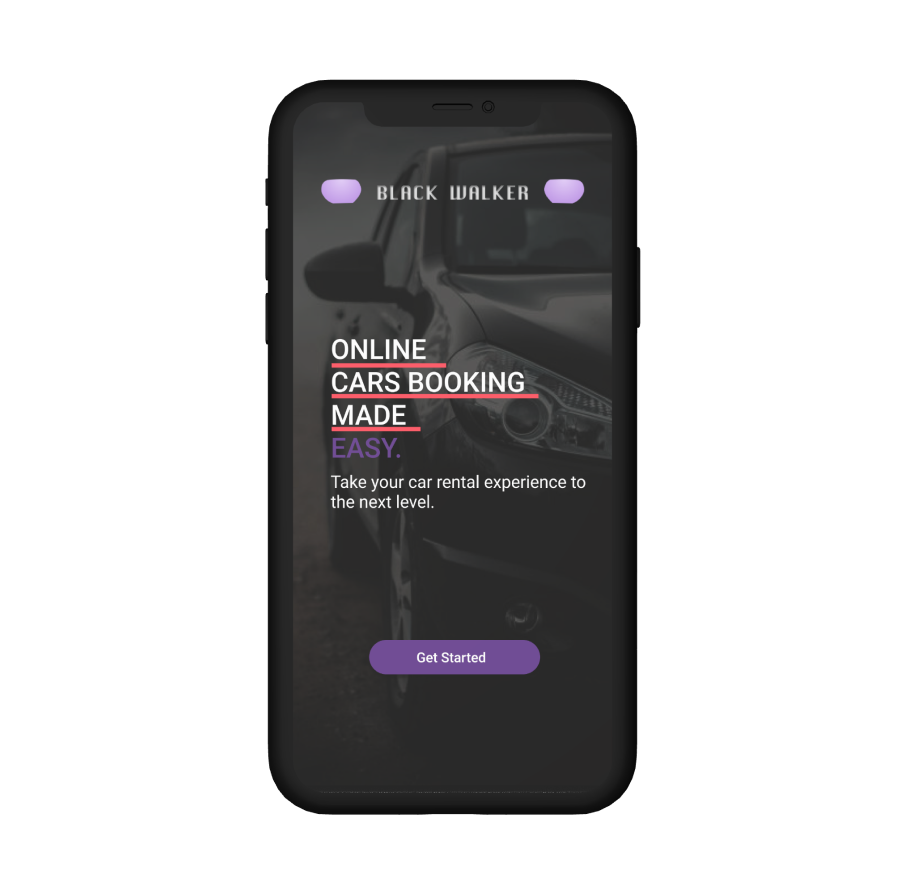 BLACK WALKER
ONLINE
CARS BOOKING
MADE
EASY.
Take your car rental experience to
the next level.
Get Started